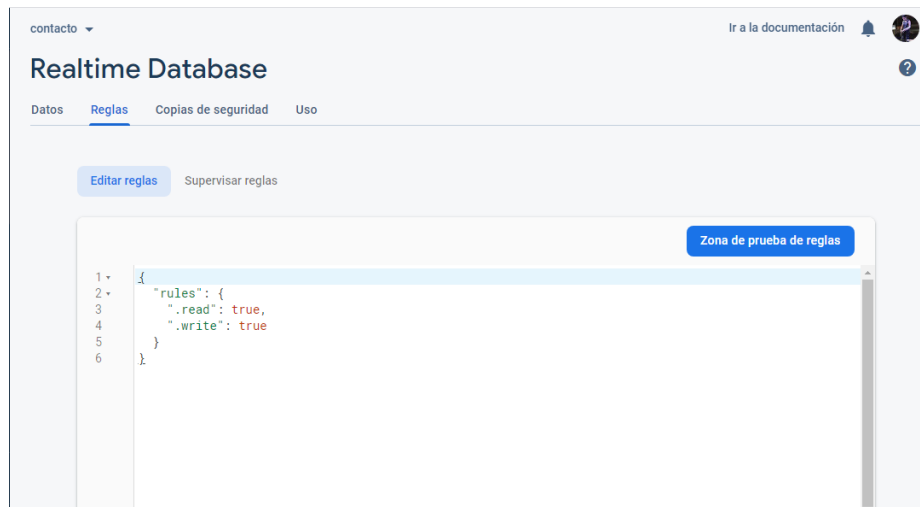 contacto
Ir a la documentación
Realtime Database
?
Datos Reglas Copias de seguridad Uso
Editar reglas Supervisar reglas
Zona de prueba de reglas
1 {
2 "rules": {
3 ".read": true,
4 ".write": true
5 }
6 }